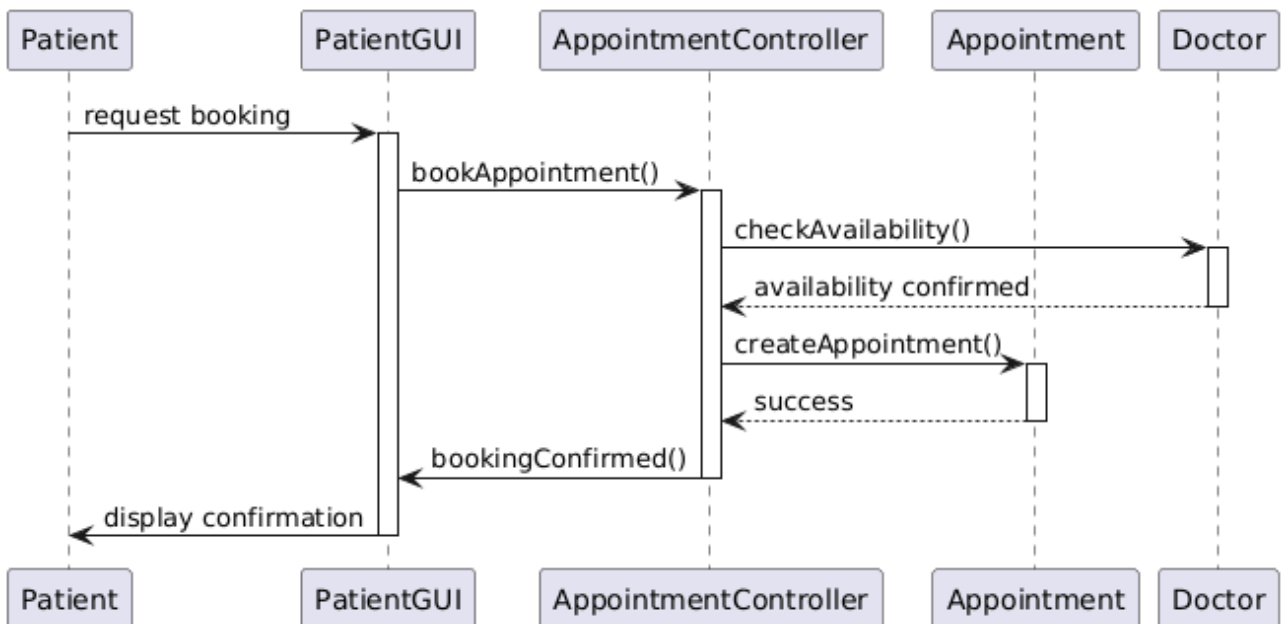 Patient PatientGUI AppointmentController Appointment Doctor
request booking
bookAppointment()
checkAvailability()
availability confirmed
createAppointment()
success
bookingConfirmed()
display confirmation
Patient PatientGUI AppointmentController Appointment Doctor